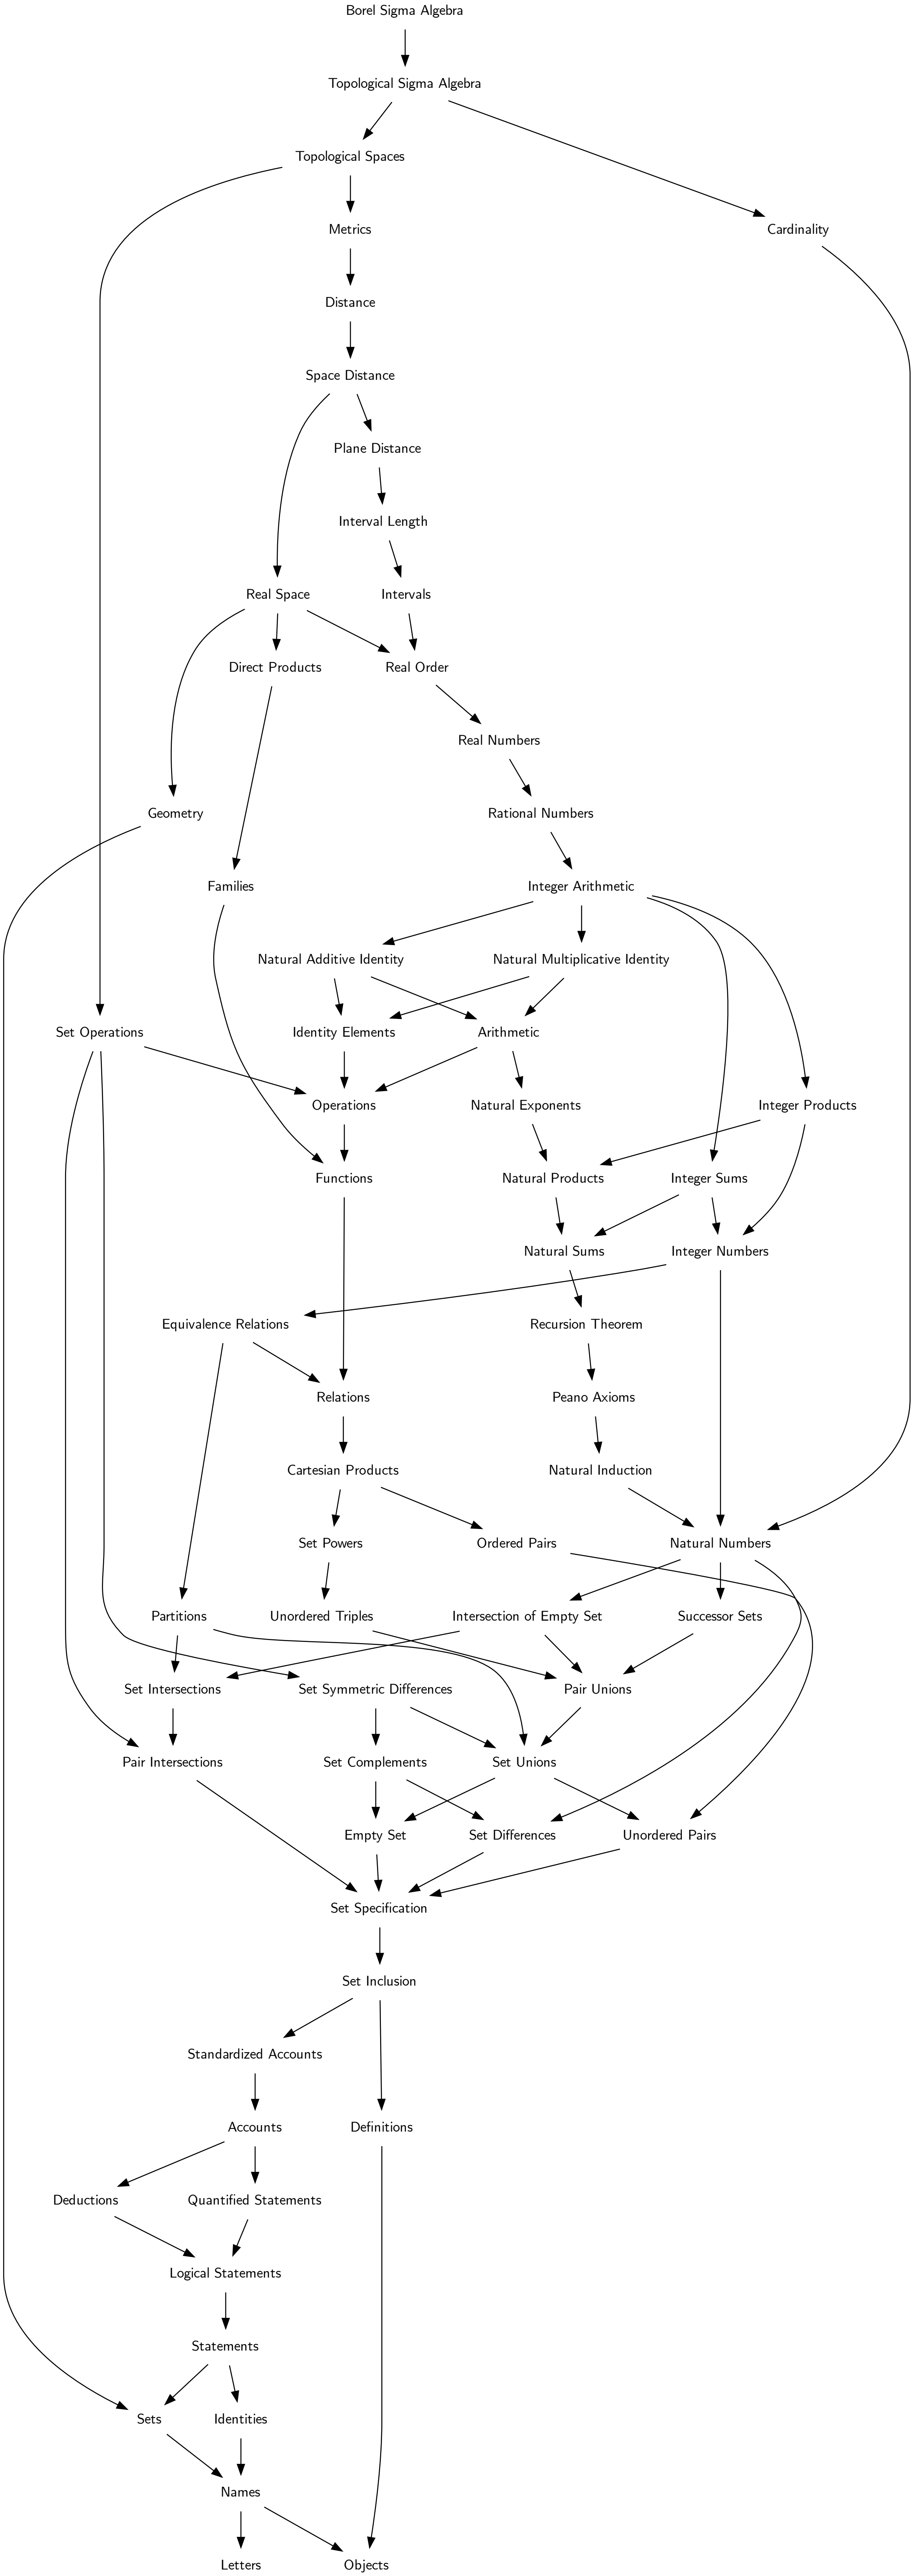 Borel Sigma Algebra
Topological Sigma Algebra
Topological Spaces
Metrics
Cardinality
Distance
Space Distance
Plane Distance
Interval Length
Real Space
Intervals
Direct Products
Real Order
Real Numbers
Geometry
Rational Numbers
Families
Integer Arithmetic
Natural Additive Identity
Natural Multiplicative Identity
Set Operations
Identity Elements
Arithmetic
Operations
Natural Exponents
Integer Products
Functions
Natural Products
Integer Sums
Natural Sums
Integer Numbers
Equivalence Relations
Recursion Theorem
Relations
Peano Axioms
Cartesian Products
Natural Induction
Set Powers
Ordered Pairs
Natural Numbers
Partitions
Unordered Triples
Intersection of Empty Set
Successor Sets
Set Intersections
Set Symmetric Differences
Pair Unions
Pair Intersections
Set Complements
Set Unions
Empty Set
Set Differences
Unordered Pairs
Set Specification
Set Inclusion
Standardized Accounts
Accounts
Definitions
Deductions
Quantified Statements
Logical Statements
Statements
Sets
Identities
Names
Letters
Objects